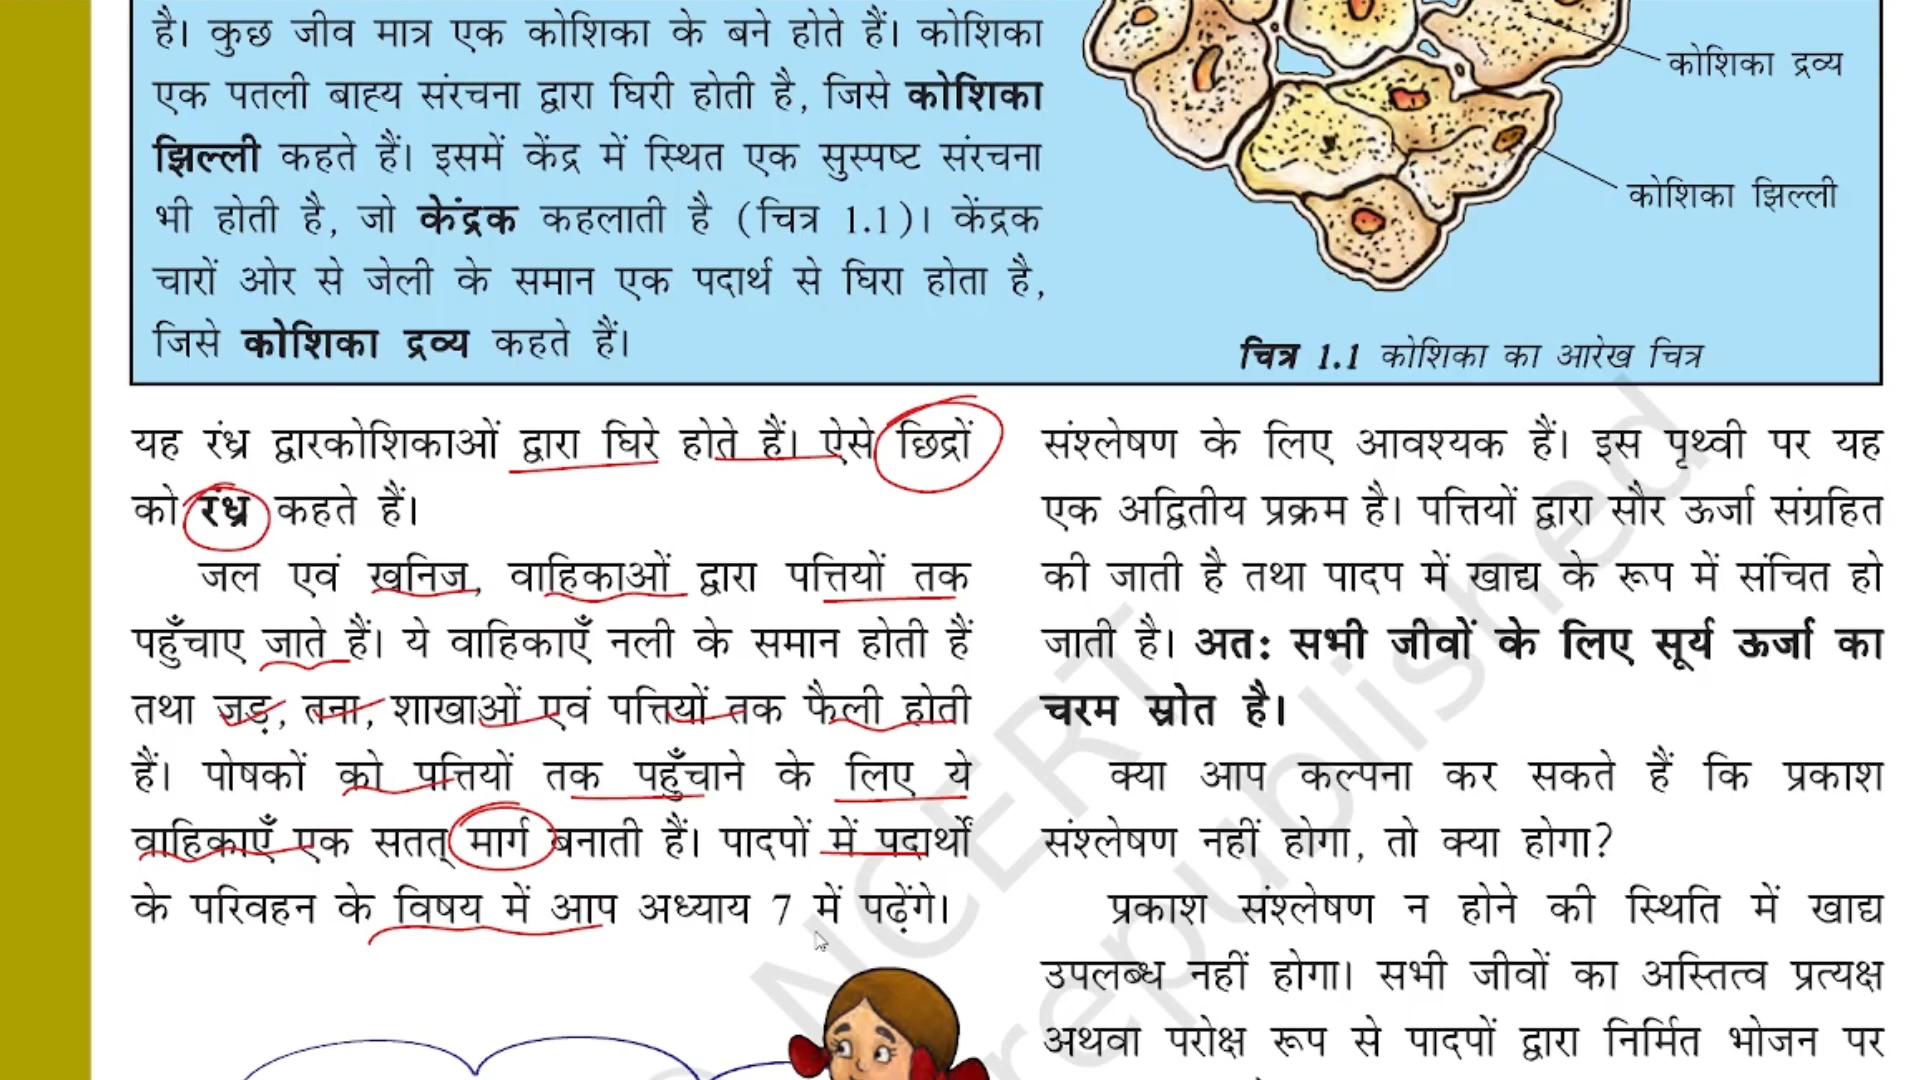 है। कुछ जीव मात्र एक कोशिका के बने होते हैं। कोशिका
एक पतली बाह्य संरचना द्वारा घिरी होती है, जिसे कोशिका
झिल्ली कहते हैं। इसमें केंद्र में स्थित एक सुस्पष्ट संरचना
भी होती है, जो केंद्रक कहलाती है (चित्र 1.1)। केंद्रक
चारों ओर से जेली के समान एक पदार्थ से घिरा होता है,
जिसे कोशिका द्रव्य कहते हैं।
कोशिका द्रव्य
कोशिका झिल्ली
चित्र 1.1 कोशिका का आरेख चित्र
यह रंध्र द्वारकोशिकाओं द्वारा घिरे होते हैं। ऐसे छिद्रों
को रंध्र कहते हैं।
जल एवं खनिज, वाहिकाओं द्वारा पत्तियों तक
पहुँचाए जाते हैं। ये वाहिकाएँ नली के समान होती हैं
तथा जड़, तना, शाखाओं एवं पत्तियों तक फैली होती
हैं। पोषकों को पत्तियों तक पहुँचाने के लिए ये
वाहिकाएँ एक सतत् मार्ग बनाती हैं। पादपों में पदार्थों
के परिवहन के विषय में आप अध्याय 7 में पढ़ेंगे।
संश्लेषण के लिए आवश्यक हैं। इस पृथ्वी पर यह
एक अद्वितीय प्रक्रम है। पत्तियों द्वारा सौर ऊर्जा संग्रहित
की जाती है तथा पादप में खाद्य के रूप में संचित हो
जाती है। अतः सभी जीवों के लिए सूर्य ऊर्जा का
चरम स्रोत है।
क्या आप कल्पना कर सकते हैं कि प्रकाश
संश्लेषण नहीं होगा, तो क्या होगा?
प्रकाश संश्लेषण न होने की स्थिति में खाद्य
उपलब्ध नहीं होगा। सभी जीवों का अस्तित्व प्रत्यक्ष
अथवा परोक्ष रूप से पादपों द्वारा निर्मित भोजन पर
NCERT
republished